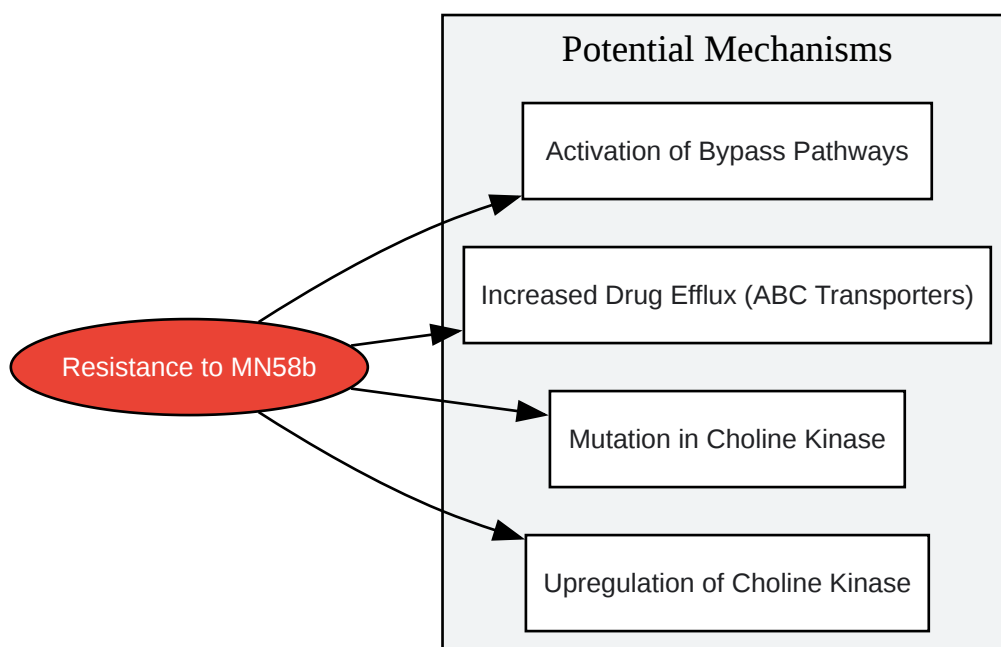 Potential Mechanisms
Activation of Bypass Pathways
Increased Drug Efflux (ABC Transporters)
Resistance to MN58b
Mutation in Choline Kinase
Upregulation of Choline Kinase